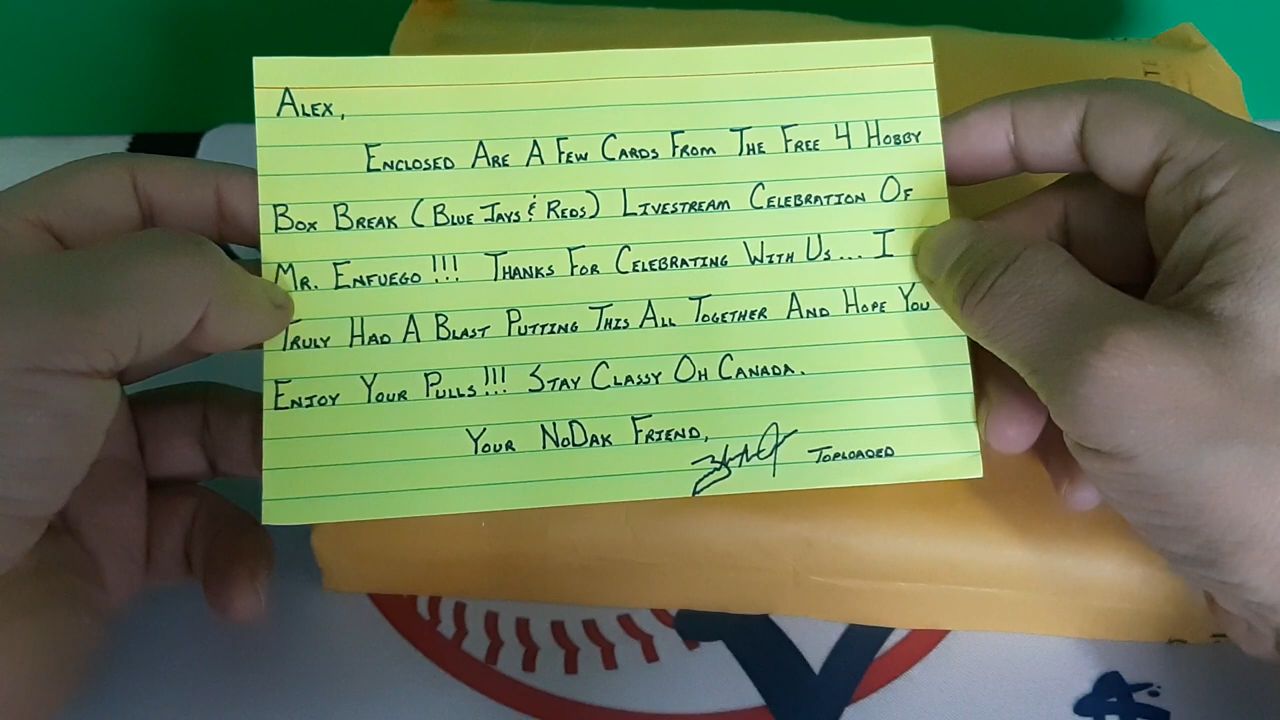 ALEX,
ENCLOSED ARE A FEW CARDS FROM THE FREE 4 HOBBY
BOX BREAK (BLUE JAYS & REDS) LIVESTREAM CELEBRATION OF
MR. ENFUEGO!!! THANKS FOR CELEBRATING WITH US... I
TRULY HAD A BLAST PUTTING THIS ALL TOGETHER AND HOPE YOU
ENJOY YOUR PULLS!!! STAY CLASSY OH CANADA.
YOUR NODAK FRIEND,
TOPLOADED